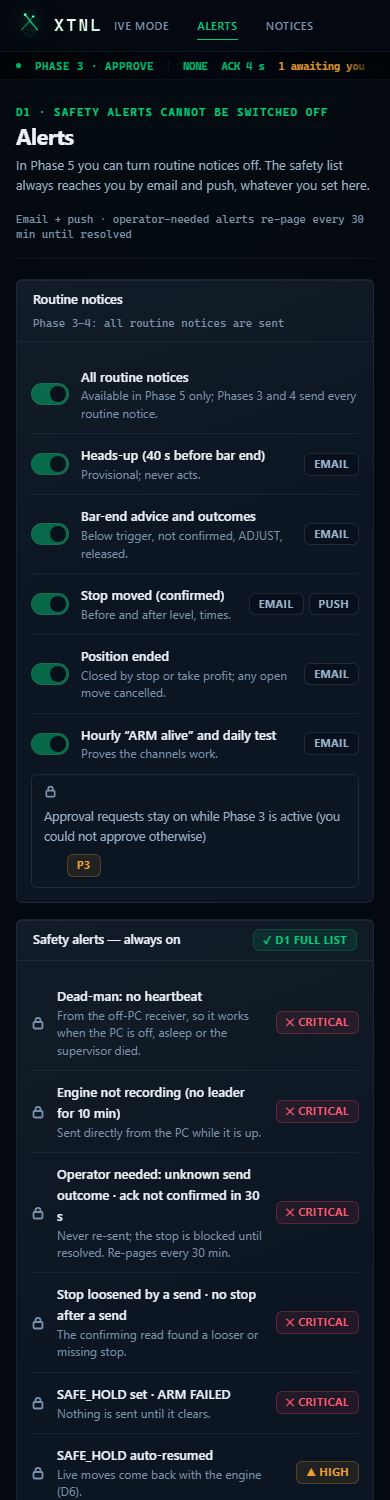 XTNL IVE MODE ALERTS NOTICES
PHASE 3 · APPROVE NONE ACK 4 s 1 awaiting you
D1 · SAFETY ALERTS CANNOT BE SWITCHED OFF
Alerts
In Phase 5 you can turn routine notices off. The safety list
always reaches you by email and push, whatever you set here.
Email + push · operator-needed alerts re-page every 30
min until resolved
Routine notices
Phase 3–4: all routine notices are sent
All routine notices
Available in Phase 5 only; Phases 3 and 4 send every
routine notice.
Heads-up (40 s before bar end)
Provisional; never acts.
EMAIL
Bar-end advice and outcomes
Below trigger, not confirmed, ADJUST,
released.
EMAIL
Stop moved (confirmed)
Before and after level, times.
EMAIL PUSH
Position ended
Closed by stop or take profit; any open
move cancelled.
EMAIL
Hourly “ARM alive” and daily test
Proves the channels work.
EMAIL
Approval requests stay on while Phase 3 is active (you
could not approve otherwise)
P3
Safety alerts — always on
✓ D1 FULL LIST
Dead-man: no heartbeat
From the off-PC receiver, so it works
when the PC is off, asleep or the
supervisor died.
✕ CRITICAL
Engine not recording (no leader
for 10 min)
Sent directly from the PC while it is up.
✕ CRITICAL
Operator needed: unknown send
outcome · ack not confirmed in 30
s
Never re-sent; the stop is blocked until
resolved. Re-pages every 30 min.
✕ CRITICAL
Stop loosened by a send · no stop
after a send
The confirming read found a looser or
missing stop.
✕ CRITICAL
SAFE_HOLD set · ARM FAILED
Nothing is sent until it clears.
✕ CRITICAL
SAFE_HOLD auto-resumed
Live moves come back with the engine
(D6).
▲ HIGH